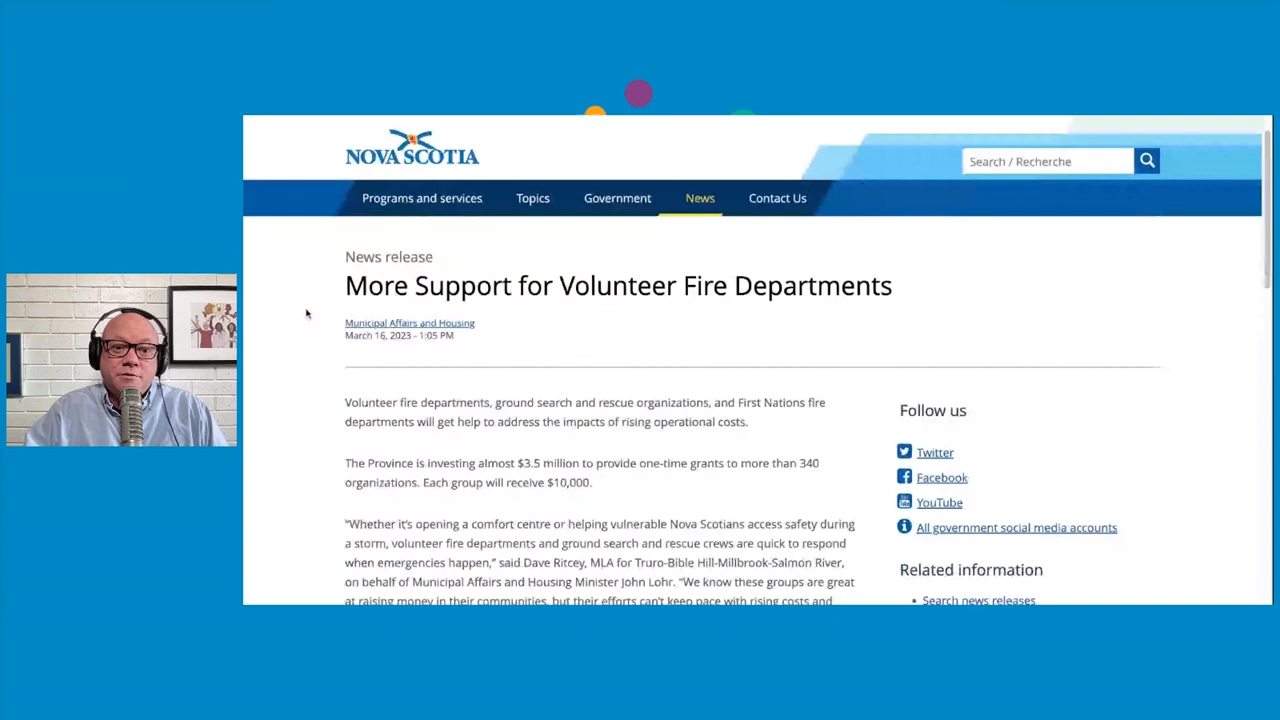 NOVA SCOTIA
Search / Recherche
Programs and services
Topics
Government
News
Contact Us
News release
More Support for Volunteer Fire Departments
Municipal Affairs and Housing
March 16, 2023 - 1:05 PM
Volunteer fire departments, ground search and rescue organizations, and First Nations fire
departments will get help to address the impacts of rising operational costs.
The Province is investing almost $3.5 million to provide one-time grants to more than 340
organizations. Each group will receive $10,000.
"Whether it's opening a comfort centre or helping vulnerable Nova Scotians access safety during
a storm, volunteer fire departments and ground search and rescue crews are quick to respond
when emergencies happen," said Dave Ritcey, MLA for Truro-Bible Hill-Millbrook-Salmon River,
on behalf of Municipal Affairs and Housing Minister John Lohr. "We know these groups are great
at raising money in their communities, but their efforts can't keep pace with rising costs and
Follow us
Twitter
Facebook
YouTube
All government social media accounts
Related information
• Search news releases